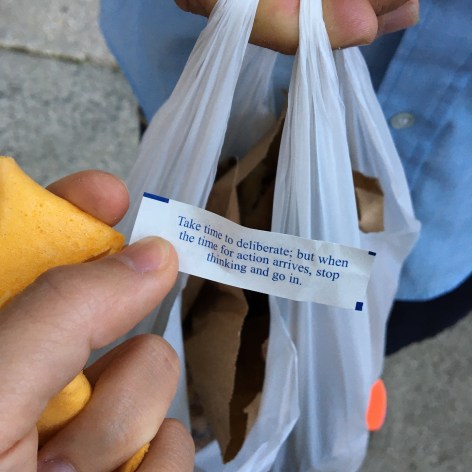 Take time to deliberate; but when
the time for action arrives, stop
thinking and go in.